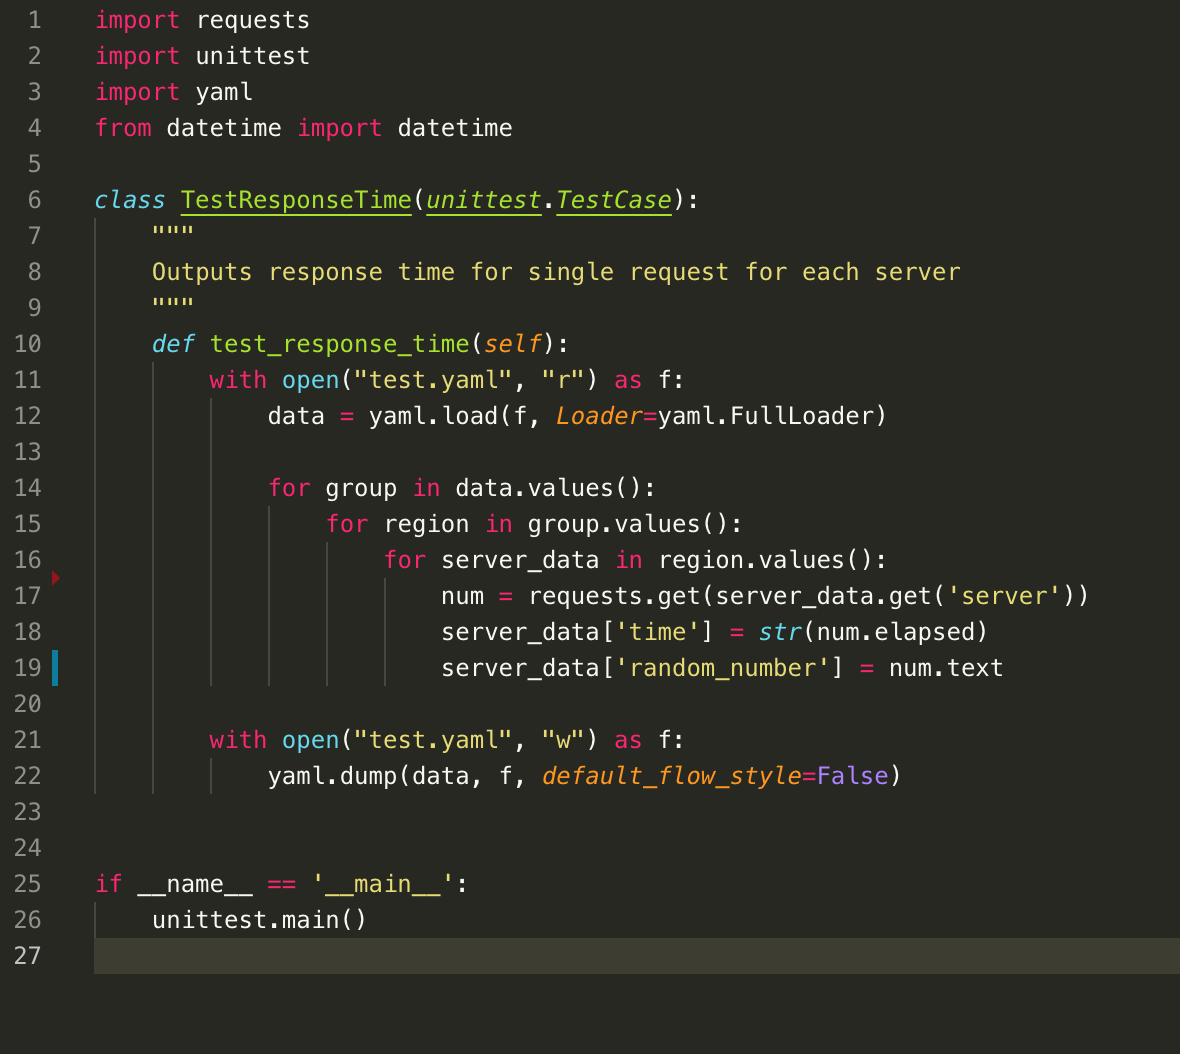 1 import requests
2 import unittest
3 import yaml
4 from datetime import datetime
5
6 class TestResponseTime(unittest.TestCase):
7     """
8     Outputs response time for single request for each server
9     """
10     def test_response_time(self):
11         with open("test.yaml", "r") as f:
12             data = yaml.load(f, Loader=yaml.FullLoader)
13
14             for group in data.values():
15                 for region in group.values():
16                     for server_data in region.values():
17                         num = requests.get(server_data.get('server'))
18                         server_data['time'] = str(num.elapsed)
19                         server_data['random_number'] = num.text
20
21         with open("test.yaml", "w") as f:
22             yaml.dump(data, f, default_flow_style=False)
23
24
25 if __name__ == '__main__':
26     unittest.main()
27